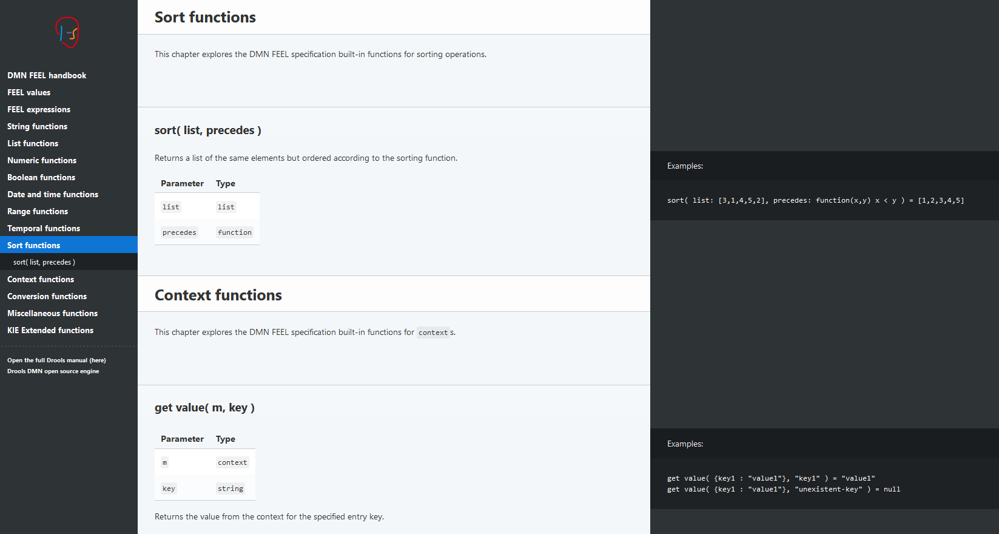 DMN FEEL handbook
FEEL values
FEEL expressions
String functions
List functions
Numeric functions
Boolean functions
Date and time functions
Range functions
Temporal functions
Sort functions
sort( list, precedes )
Context functions
Conversion functions
Miscellaneous functions
KIE Extended functions
Open the full Drools manual (here)
Drools DMN open source engine
Sort functions
This chapter explores the DMN FEEL specification built-in functions for sorting operations.
sort( list, precedes )
Returns a list of the same elements but ordered according to the sorting function.
Parameter Type
list list
precedes function
Examples:
sort( list: [3,1,4,5,2], precedes: function(x,y) x < y ) = [1,2,3,4,5]
Context functions
This chapter explores the DMN FEEL specification built-in functions for context s.
get value( m, key )
Parameter Type
m context
key string
Returns the value from the context for the specified entry key.
Examples:
get value( {key1 : "value1"}, "key1" ) = "value1"
get value( {key1 : "value1"}, "unexistent-key" ) = null